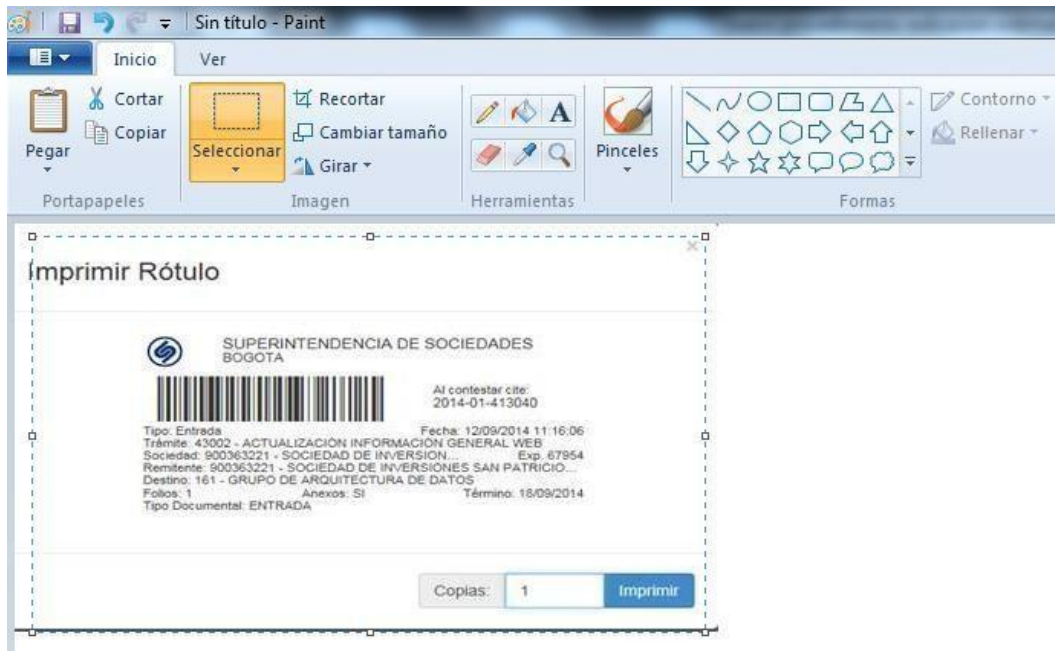 Sin título - Paint
Inicio Ver
Cortar Recortar Contorno
Copiar Cambiar tamaño Rellenar
Pegar Seleccionar Girar A Pinceles
Portapapeles Imagen Herramientas Formas
Imprimir Rótulo
SUPERINTENDENCIA DE SOCIEDADES
BOGOTA
Al contestar cite:
2014-01-413040
Tipo: Entrada Fecha: 12/09/2014 11:16:06
Trámite: 43002 - ACTUALIZACION INFORMACION GENERAL WEB
Sociedad: 900363221 - SOCIEDAD DE INVERSION... Exp. 67954
Remitente: 900363221 - SOCIEDAD DE INVERSIONES SAN PATRICIO...
Destino: 161 - GRUPO DE ARQUITECTURA DE DATOS
Folios: 1 Anexos: SI Término: 18/09/2014
Tipo Documental: ENTRADA
Copias: 1 Imprimir